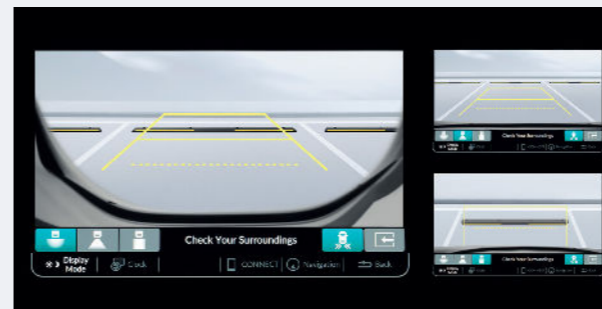 Check Your Surroundings
Display
Mode
Clock
CONNECT
Navigation
Back
Check Your Surroundings
Check Your Surroundings